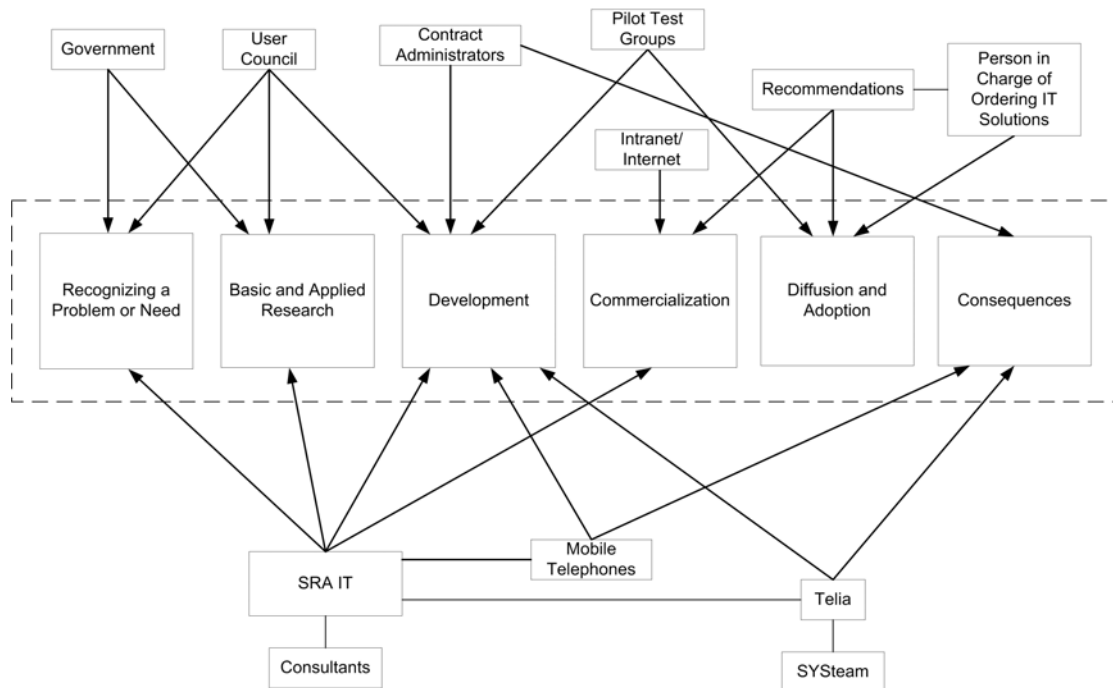 Government
User
Council
Contract
Administrators
Pilot Test
Groups
Recommendations
Person in
Charge of
Ordering IT
Solutions
Intranet/
Internet
Recognizing a
Problem or Need
Basic and Applied
Research
Development
Commercialization
Diffusion and
Adoption
Consequences
SRA IT
Mobile
Telephones
Telia
Consultants
SYSteam